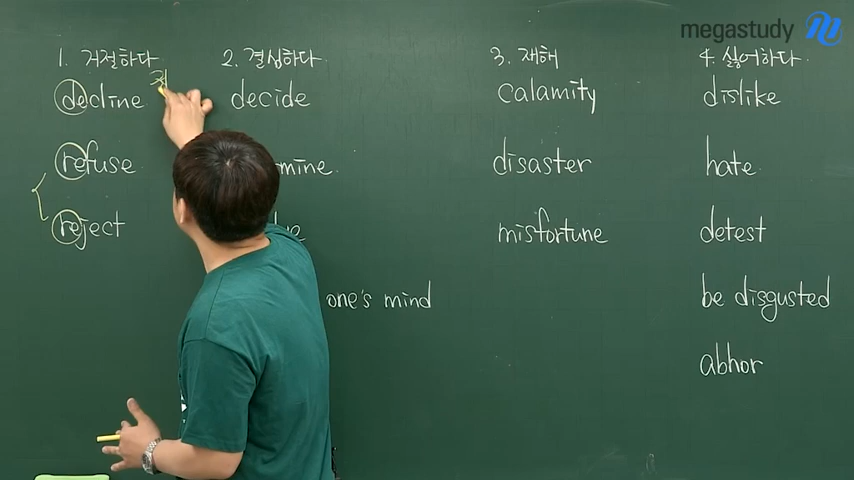 megastudy
1. 거절하다
decline
refuse
reject
2. 결심하다
decide
mine.
one's mind
3. 재해
calamity
disaster
misfortune
4. 싫어하다
dislike
hate
detest
be disgusted
abhor